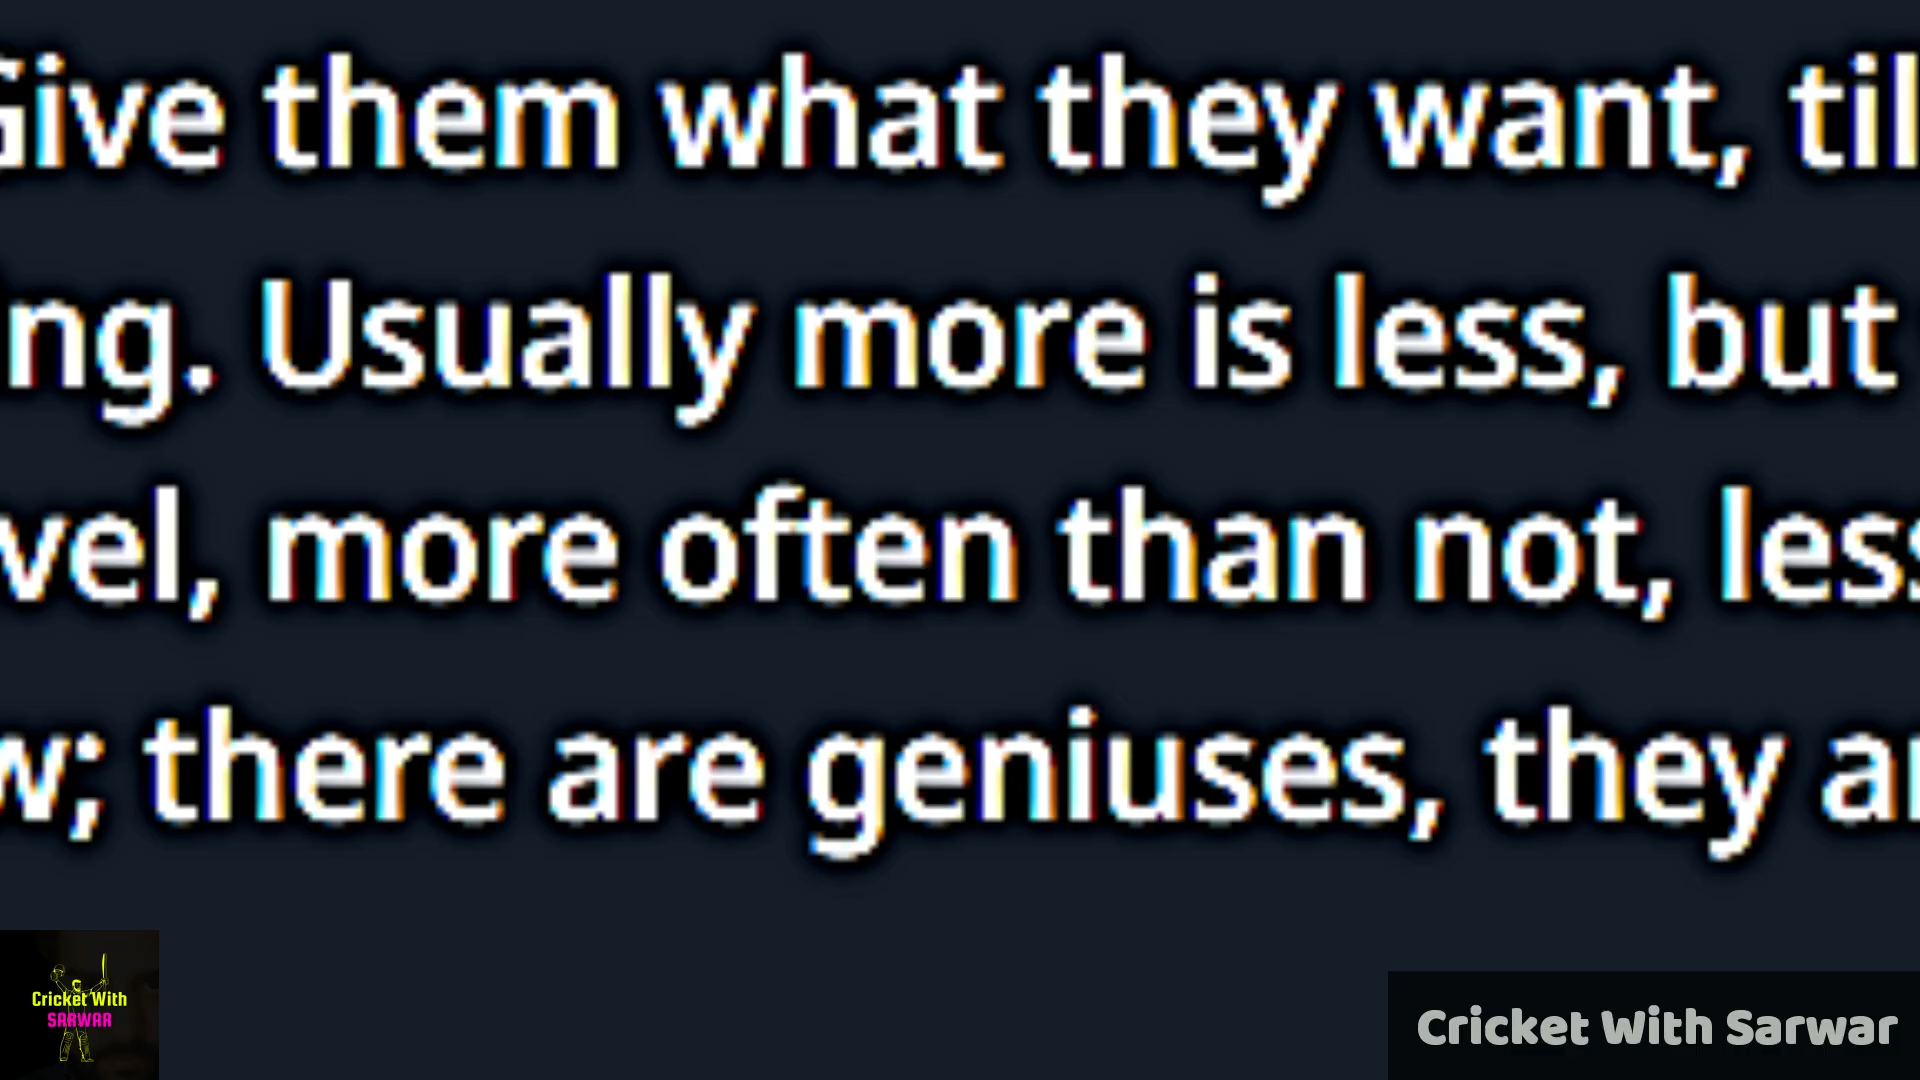 Give them what they want, til
ng. Usually more is less, but
vel, more often than not, less
w; there are geniuses, they ar
Cricket With
SARWAR
Cricket With Sarwar